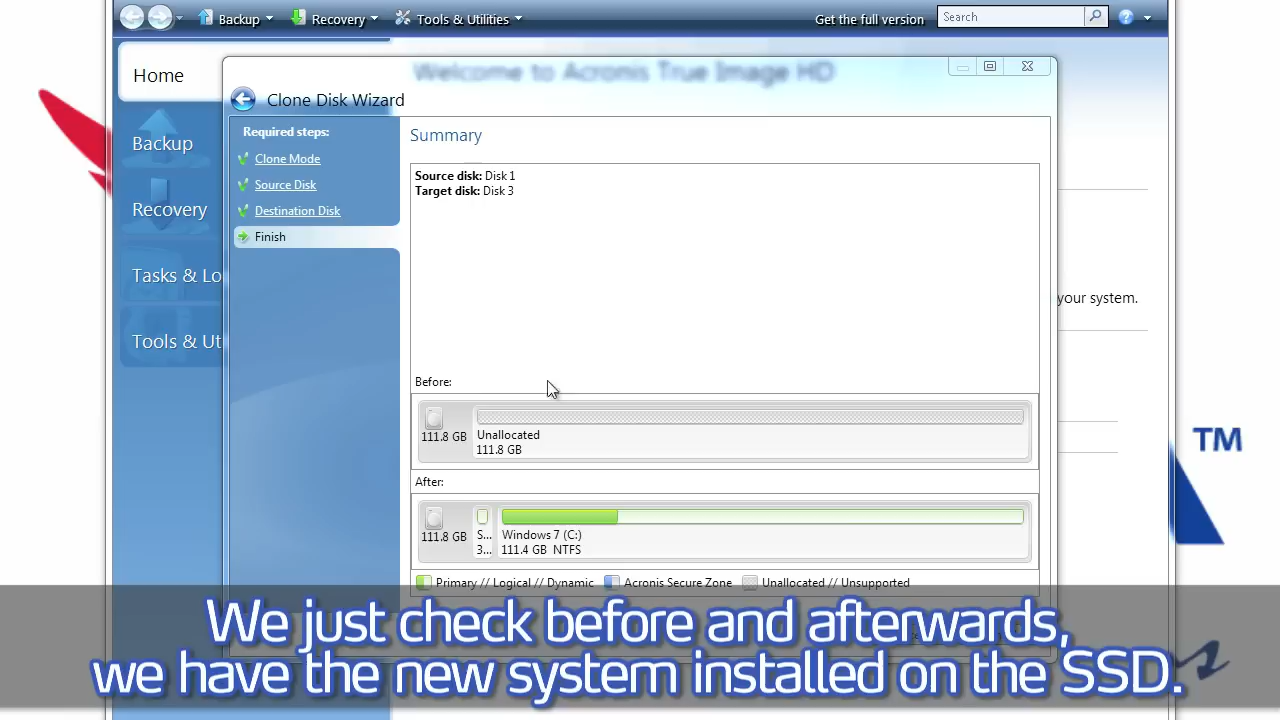 Backup
Recovery
Tools & Utilities
Get the full version
Search
Home
Welcome to Acronis True Image HD
Clone Disk Wizard
Required steps:
Clone Mode
Source Disk
Destination Disk
Finish
Backup
Recovery
Tasks & Lo
Tools & Ut
Summary
Source disk: Disk 1
Target disk: Disk 3
your system.
Before:
111.8 GB
Unallocated
111.8 GB
After:
111.8 GB
S...
3...
Windows 7 (C:)
111.4 GB NTFS
Primary // Logical // Dynamic
Acronis Secure Zone
Unallocated // Unsupported
TM
We just check before and afterwards,
we have the new system installed on the SSD.